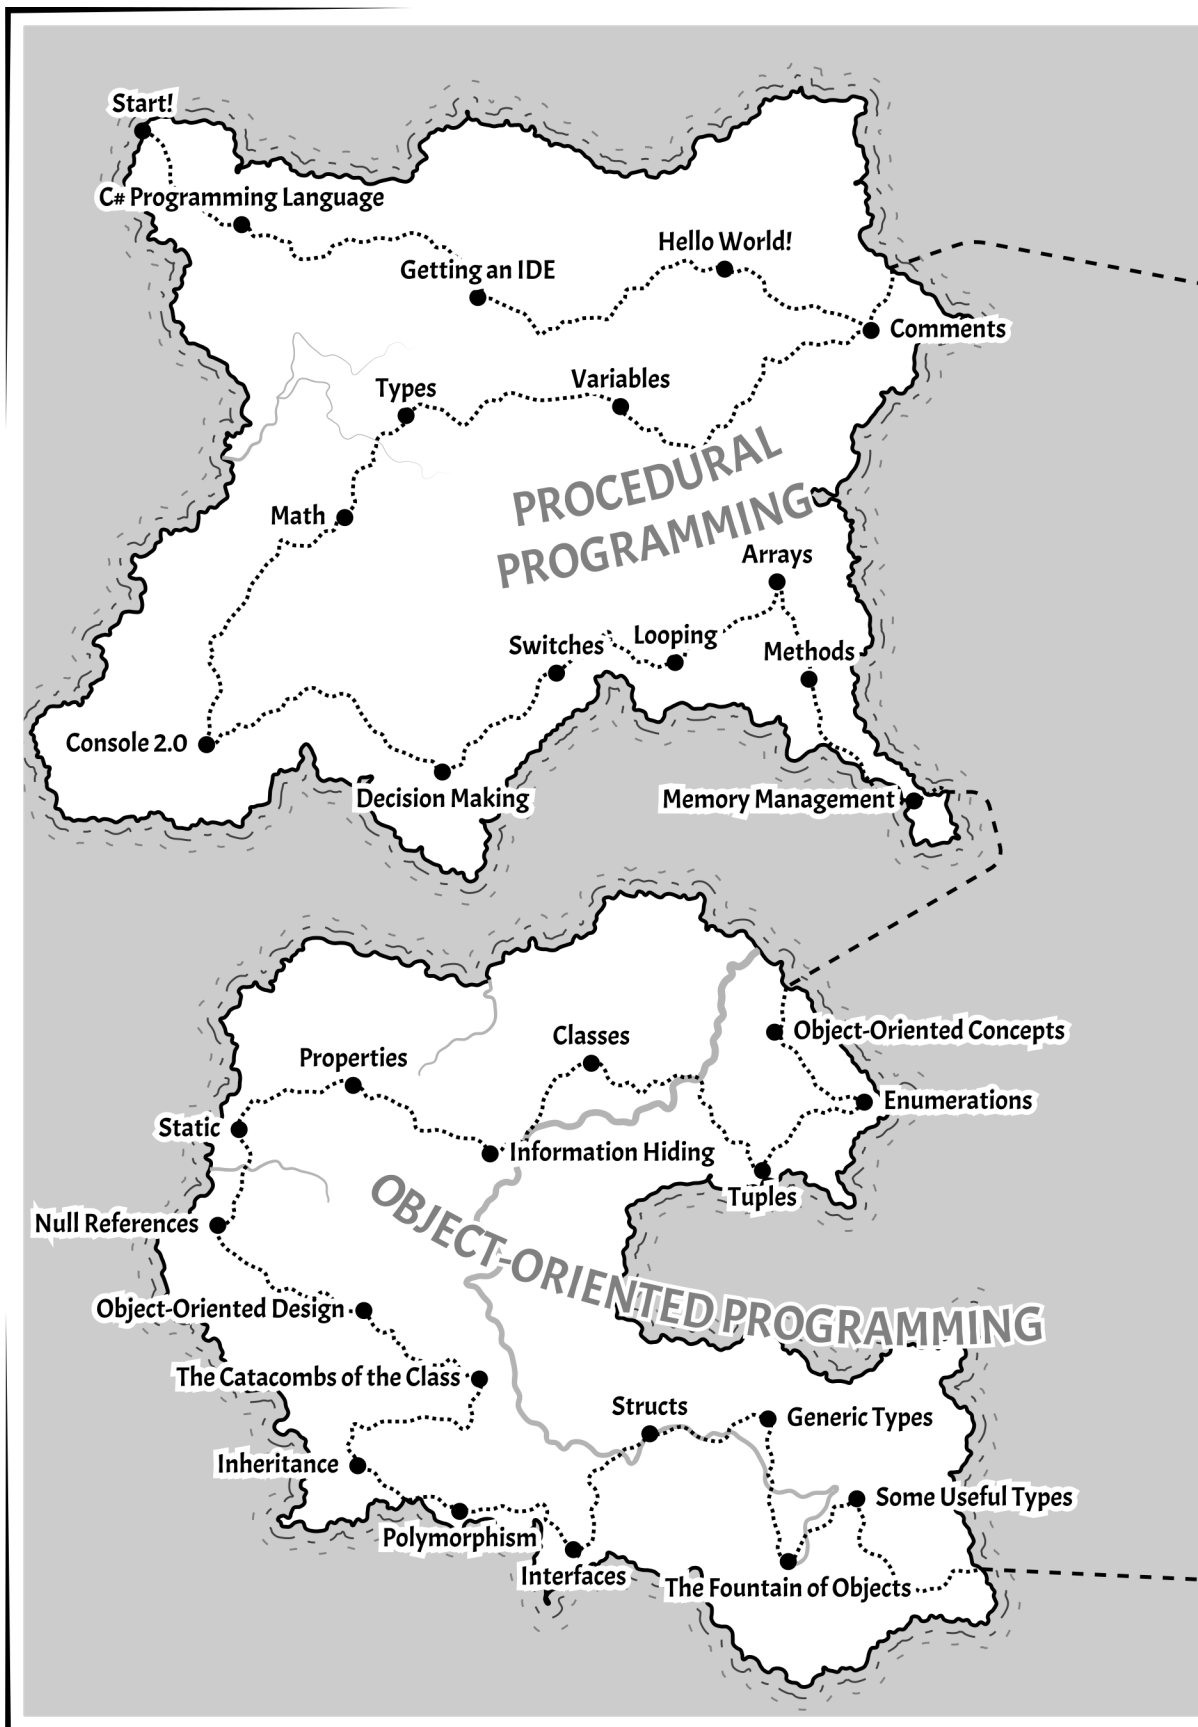 Start!
C# Programming Language
Hello World!
Getting an IDE
Comments
Variables
Types
PROCEDURAL
PROGRAMMING
Math
Arrays
Looping
Switches
Methods
Console 2.0
Decision Making
Memory Management
Object-Oriented Concepts
Classes
Properties
Enumerations
Static
Information Hiding
Tuples
Null References
OBJECT-ORIENTED PROGRAMMING
Object-Oriented Design
The Catacombs of the Class
Structs
Generic Types
Inheritance
Some Useful Types
Polymorphism
Interfaces
The Fountain of Objects